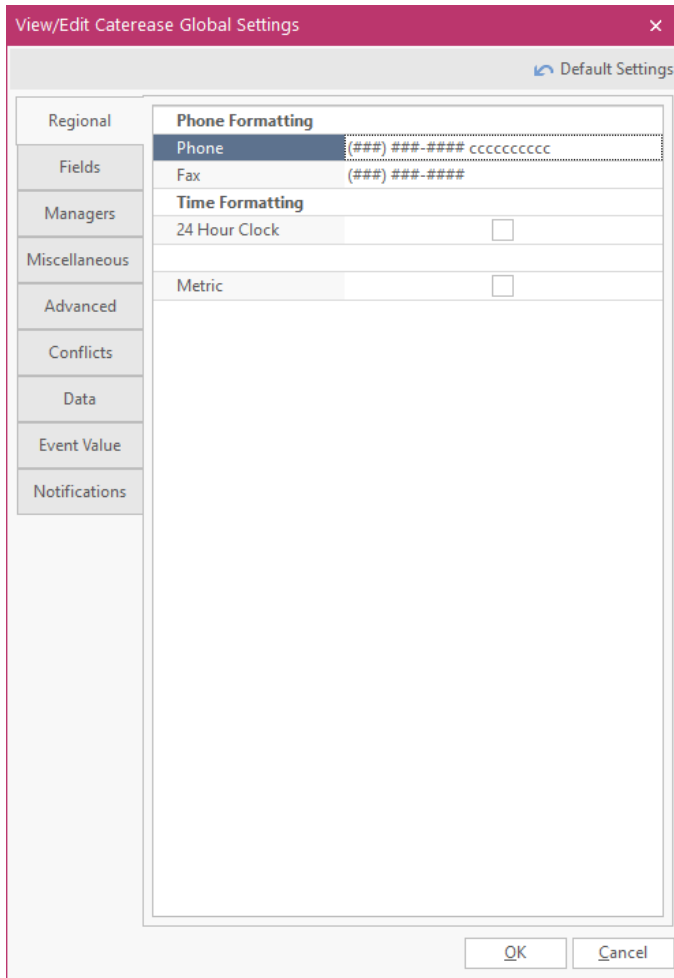 View/Edit Caterease Global Settings
Default Settings
Regional
Fields
Managers
Miscellaneous
Advanced
Conflicts
Data
Event Value
Notifications
Phone Formatting
Phone (###) ###-#### cccccccccc
Fax (###) ###-####
Time Formatting
24 Hour Clock
Metric
OK Cancel